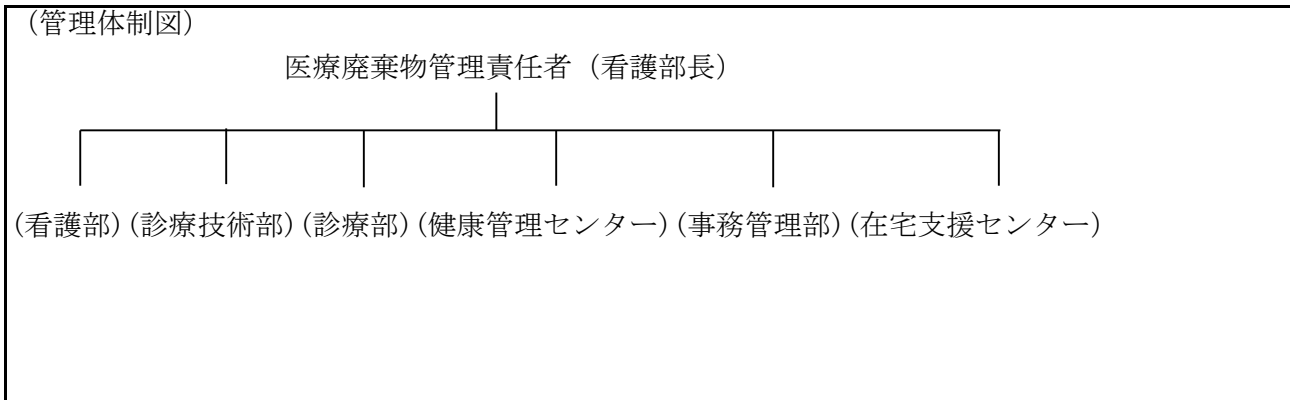 （管理体制図）
医療廃棄物管理責任者（看護部長）
(看護部) (診療技術部) (診療部) (健康管理センター) (事務管理部) (在宅支援センター）